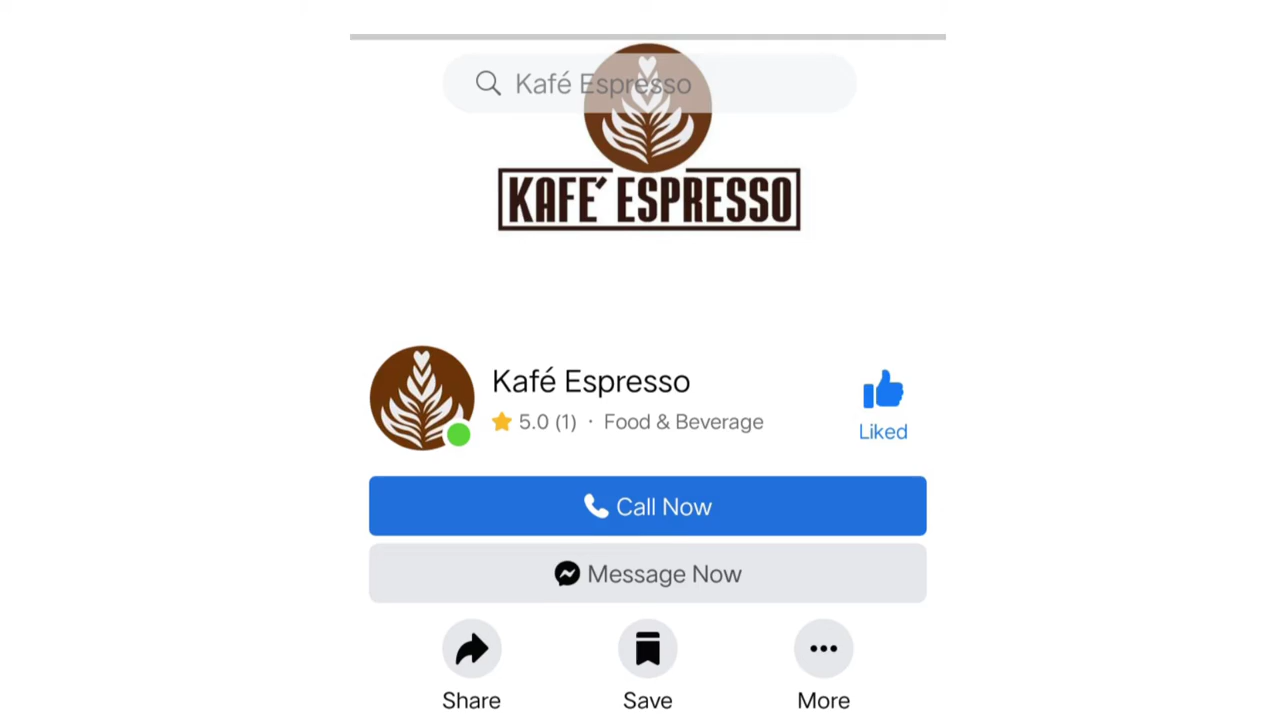 Kafé Espresso
KAFE´ ESPRESSO
Kafé Espresso
5.0 (1) · Food & Beverage
Liked
Call Now
Message Now
Share
Save
More